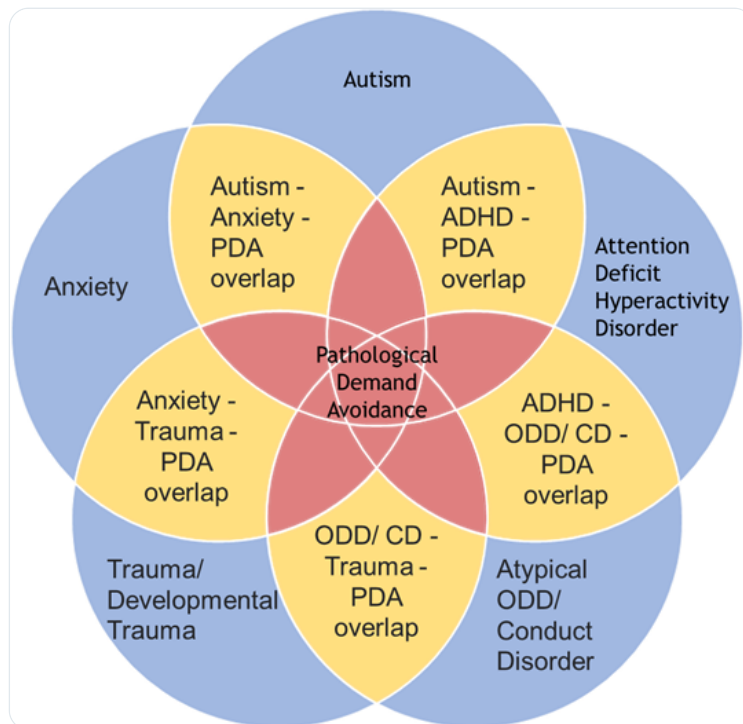 Autism
Autism -
Anxiety -
PDA
overlap
Autism -
ADHD -
PDA
overlap
Anxiety
Attention
Deficit
Hyperactivity
Disorder
Pathological
Demand
Avoidance
Anxiety -
Trauma -
PDA
overlap
ADHD -
ODD/ CD -
PDA
overlap
Trauma/
Developmental
Trauma
ODD/ CD -
Trauma -
PDA
overlap
Atypical
ODD/
Conduct
Disorder